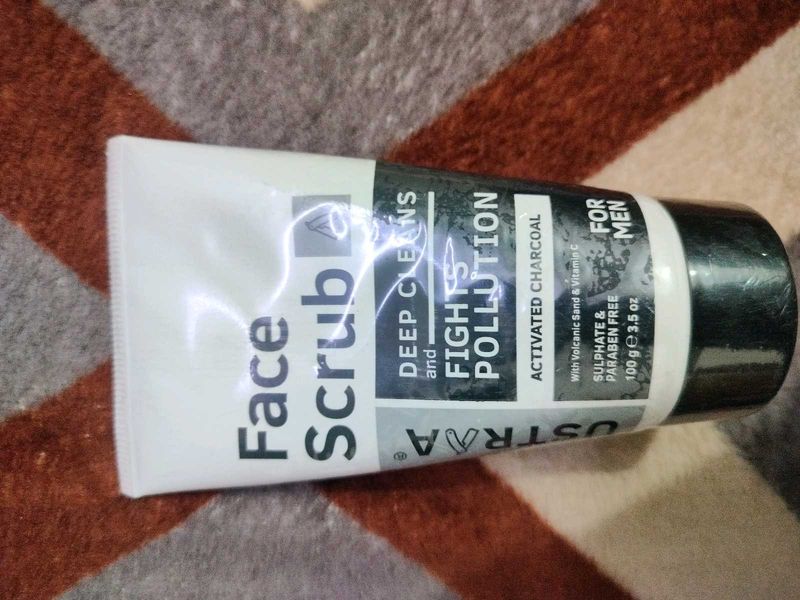 Face
Scrub
DEEP CLEANS
and
FIGHTS
POLLUTION
ACTIVATED CHARCOAL
With Volcanic Sand & Vitamin C
SULPHATE &
PARABEN FREE
100 g ℮ 3.5 oz
FOR
MEN
USTRAA®